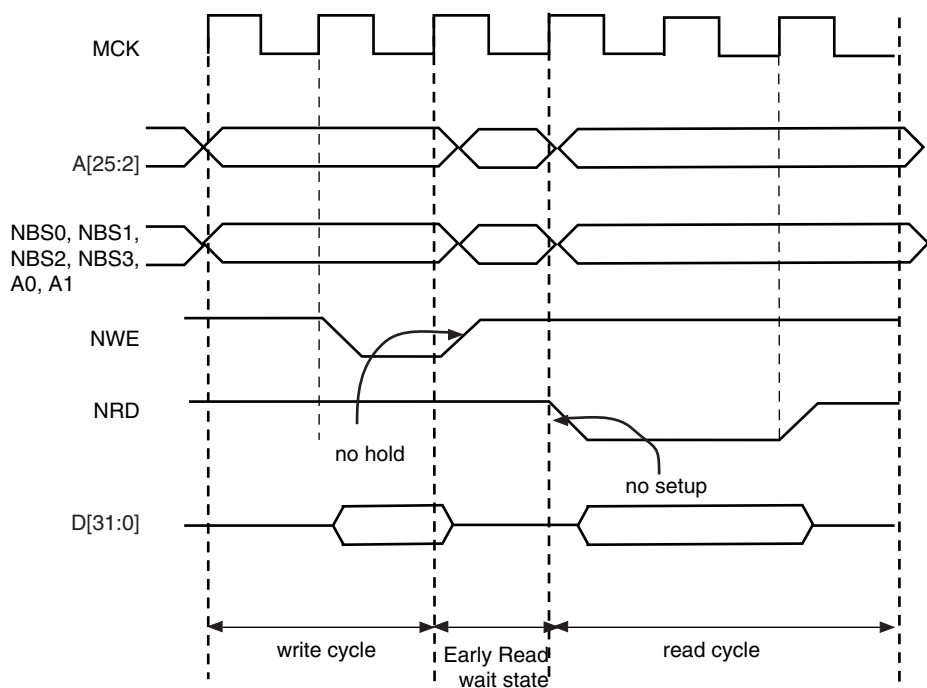 MCK
A[25:2]
NBS0, NBS1,
NBS2, NBS3,
A0, A1
NWE
NRD
no hold
no setup
D[31:0]
write cycle
Early Read
wait state
read cycle